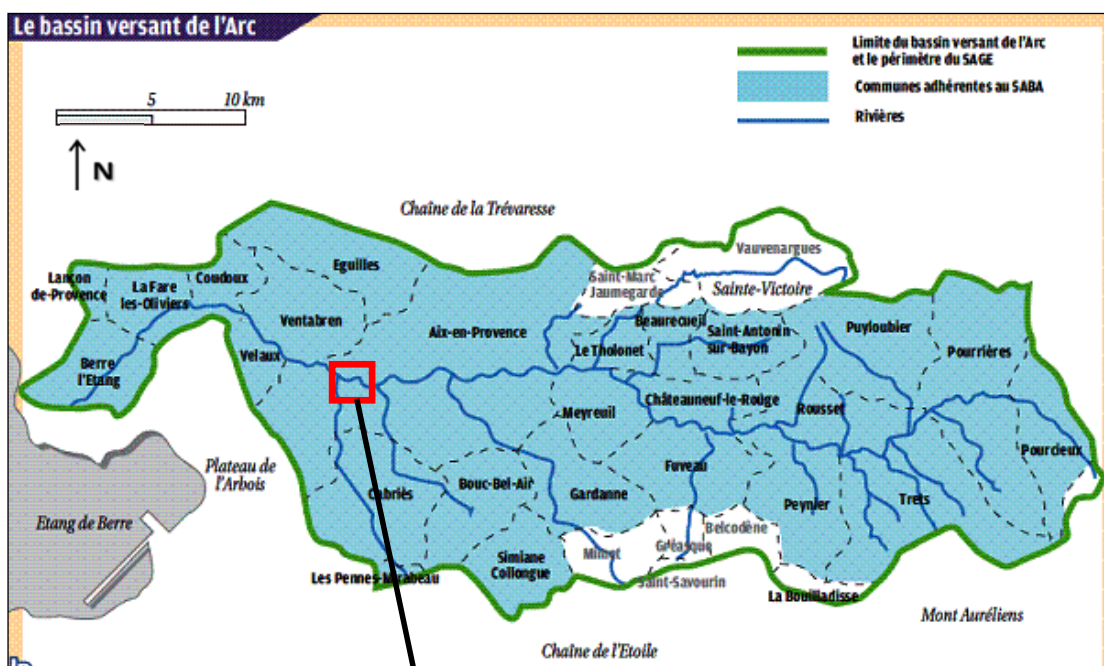 Le bassin versant de l'Arc
Limite du bassin versant de l'Arc
et le périmètre du SAGE
Communes adhérentes au SABA
Rivières
5
10 km
N
Chaîne de la Trévaresse
Vauvenargues
Saint-Marc
Jaumegarde
Sainte-Victoire
Lançon
de-Provence
La Fare
les-Oliviers
Coudoux
Eguilles
Ventabren
Aix-en-Provence
Beaurecueil
Le Tholonet
Saint-Antonin
sur-Bayon
Puyloubier
Pourrières
Berre
l'Etang
Velaux
Meyreuil
Châteauneuf-le-Rouge
Rousset
Pourcieux
Plateau de
l'Arbois
Cabriès
Bouc-Bel-Air
Gardanne
Fuveau
Peynier
Trets
Etang de Berre
Belcodène
Gréasque
Mimet
Simiane
Collongue
Les Pennes-Mirabeau
Saint-Savourin
La Bouilladisse
Mont Auréliens
Chaîne de l'Etoile